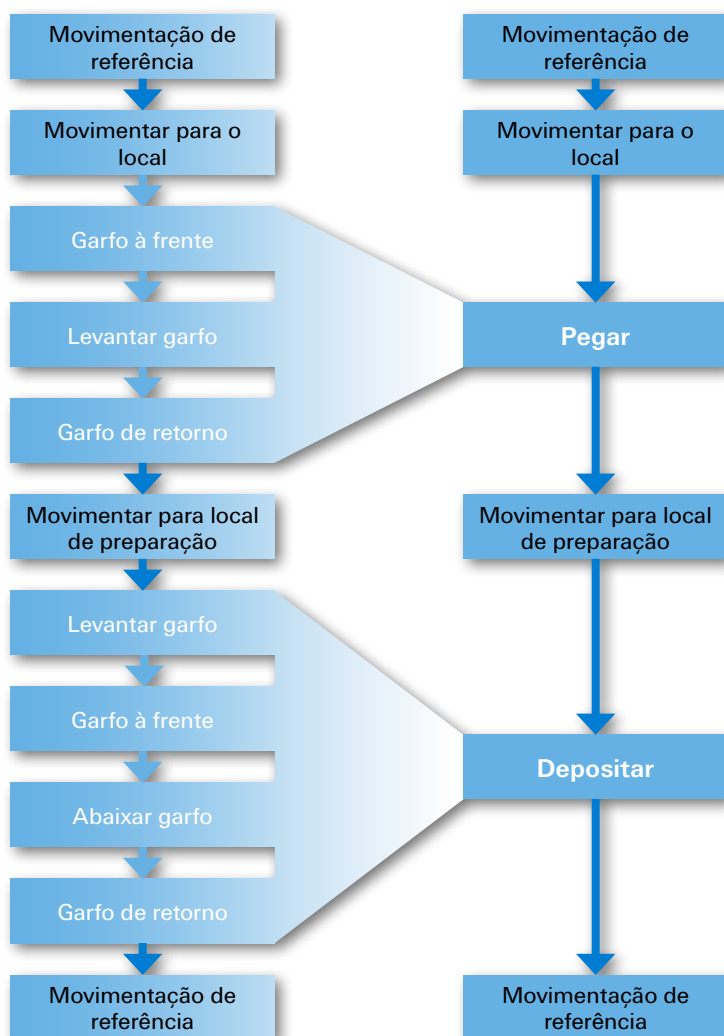 Movimentação de
referência
Movimentar para o
local
Garfo à frente
Levantar garfo
Garfo de retorno
Movimentar para local
de preparação
Levantar garfo
Garfo à frente
Abaixar garfo
Garfo de retorno
Movimentação de
referência
Movimentação de
referência
Movimentar para o
local
Pegar
Movimentar para local
de preparação
Depositar
Movimentação de
referência